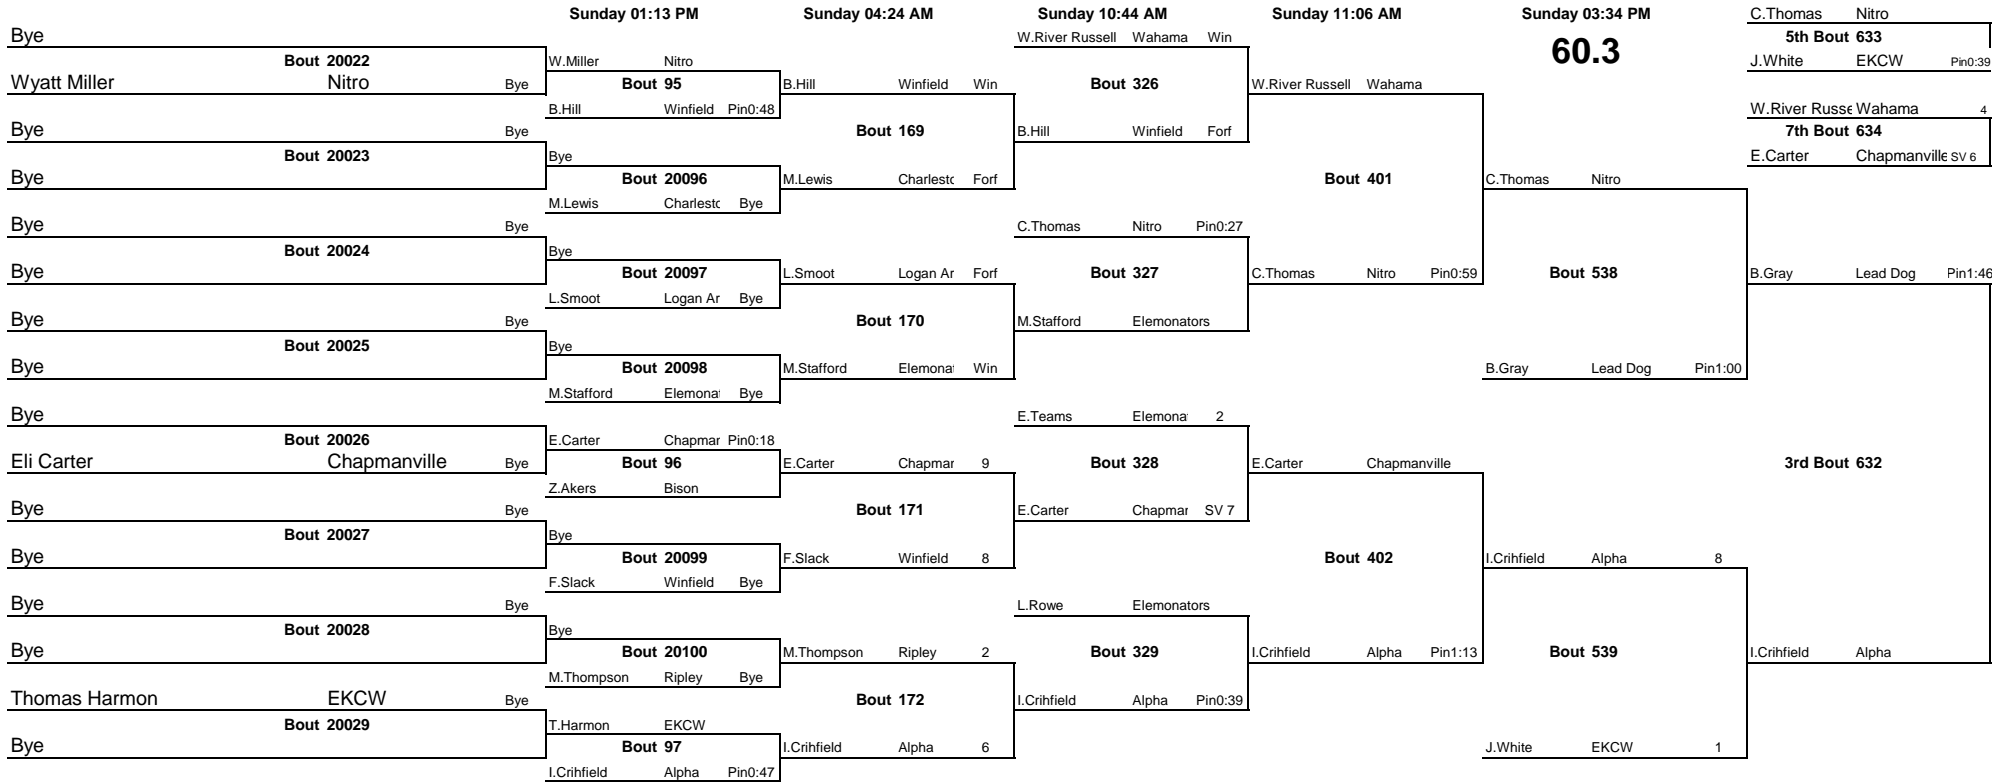 Sunday 01:13 PM Sunday 04:24 AM Sunday 10:44 AM Sunday 11:06 AM Sunday 03:34 PM
60.3
Bye
Bout 20022
Wyatt Miller Nitro Bye
Bye Bye
Bout 20023
Bye
Bye Bye
Bout 20024
Bye
Bye Bye
Bout 20025
Bye
Bye
Bout 20026
Eli Carter Chapmanville Bye
Bye Bye
Bout 20027
Bye
Bye Bye
Bout 20028
Bye
Thomas Harmon EKCW Bye
Bout 20029
Bye
W.Miller Nitro
Bout 95
B.Hill Winfield Pin0:48
Bye
Bout 20096
M.Lewis Charlesto Bye
Bye
Bout 20097
L.Smoot Logan Ar Bye
Bye
Bout 20098
M.Stafford Elemonat Bye
E.Carter Chapmar Pin0:18
Bout 96
Z.Akers Bison
Bye
Bout 20099
F.Slack Winfield Bye
Bye
Bout 20100
M.Thompson Ripley Bye
T.Harmon EKCW
Bout 97
I.Crihfield Alpha Pin0:47
B.Hill Winfield Win
Bout 169
M.Lewis Charlesto Forf
L.Smoot Logan Ar Forf
Bout 170
M.Stafford Elemonat Win
E.Carter Chapmar 9
Bout 171
F.Slack Winfield 8
M.Thompson Ripley 2
Bout 172
I.Crihfield Alpha 6
W.River Russell Wahama Win
Bout 326
B.Hill Winfield Forf
C.Thomas Nitro Pin0:27
Bout 327
M.Stafford Elemonators
E.Teams Elemona 2
Bout 328
E.Carter Chapmar SV 7
L.Rowe Elemonators
Bout 329
I.Crihfield Alpha Pin0:39
W.River Russell Wahama
Bout 401
C.Thomas Nitro Pin0:59
E.Carter Chapmanville
Bout 402
I.Crihfield Alpha Pin1:13
C.Thomas Nitro
Bout 538
B.Gray Lead Dog Pin1:00
I.Crihfield Alpha 8
Bout 539
J.White EKCW 1
C.Thomas Nitro
5th Bout 633
J.White EKCW Pin0:39
W.River Russe Wahama 4
7th Bout 634
E.Carter Chapmanville SV 6
B.Gray Lead Dog Pin1:46
3rd Bout 632
I.Crihfield Alpha